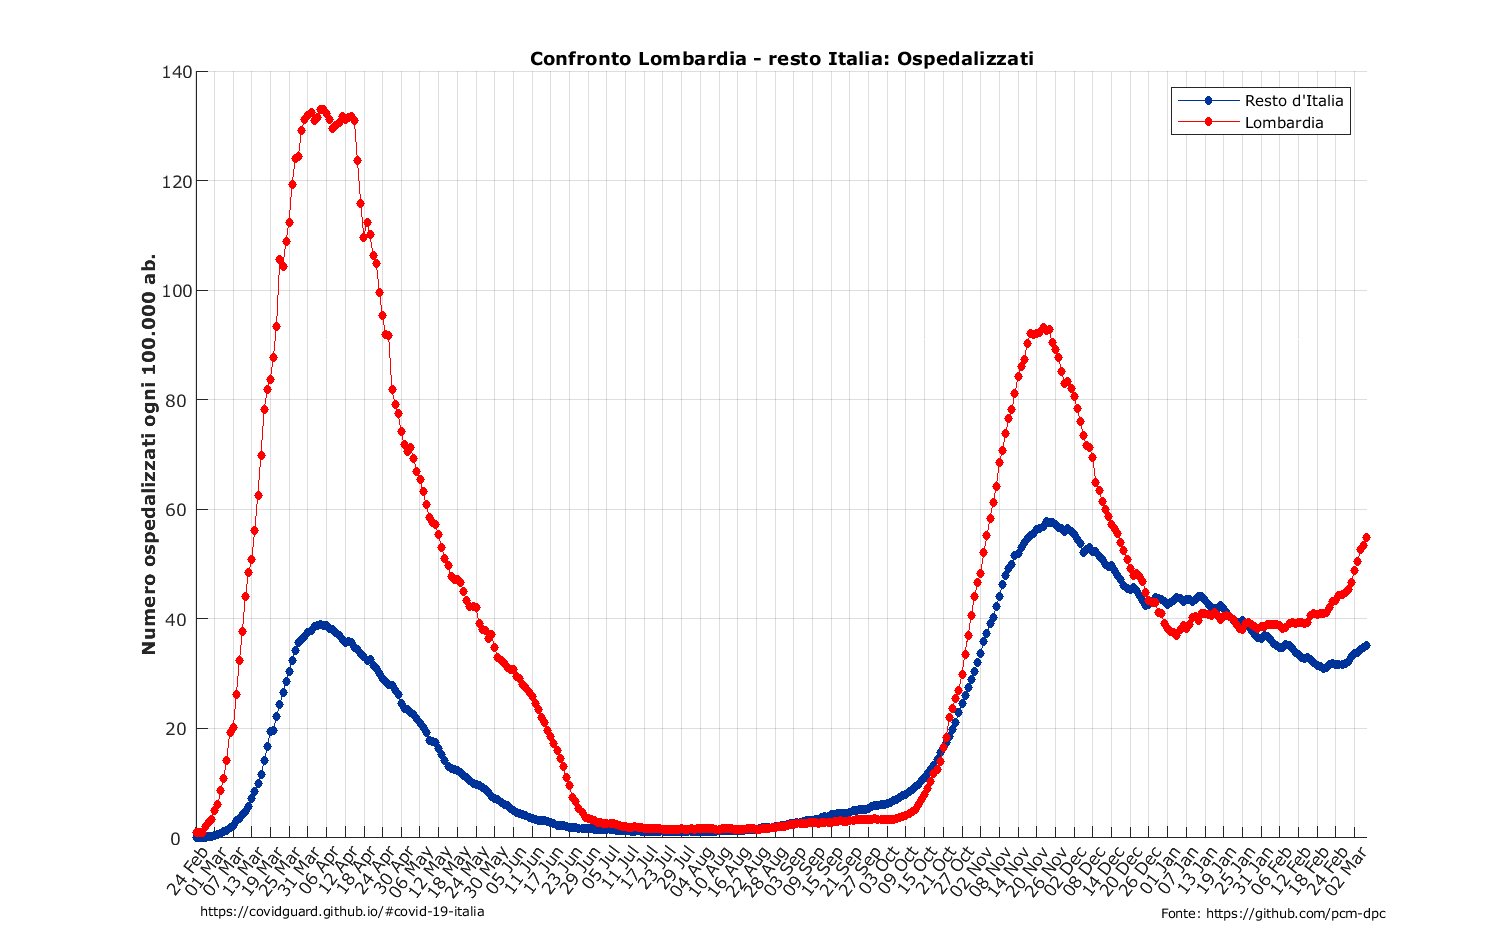 Confronto Lombardia - resto Italia: Ospedalizzati
Resto d'Italia
Lombardia
Numero ospedalizzati ogni 100.000 ab.
140
120
100
80
60
40
20
0
24 Feb
01 Mar
07 Mar
13 Mar
19 Mar
25 Mar
31 Mar
06 Apr
12 Apr
18 Apr
24 Apr
30 Apr
06 May
12 May
18 May
24 May
30 May
05 Jun
11 Jun
17 Jun
23 Jun
29 Jun
05 Jul
11 Jul
17 Jul
23 Jul
29 Jul
04 Aug
10 Aug
16 Aug
22 Aug
28 Aug
03 Sep
09 Sep
15 Sep
21 Sep
27 Sep
03 Oct
09 Oct
15 Oct
21 Oct
27 Oct
02 Nov
08 Nov
14 Nov
20 Nov
26 Nov
02 Dec
08 Dec
14 Dec
20 Dec
26 Dec
01 Jan
07 Jan
13 Jan
19 Jan
25 Jan
31 Jan
06 Feb
12 Feb
18 Feb
24 Feb
02 Mar
https://covidguard.github.io/#covid-19-italia
Fonte: https://github.com/pcm-dpc